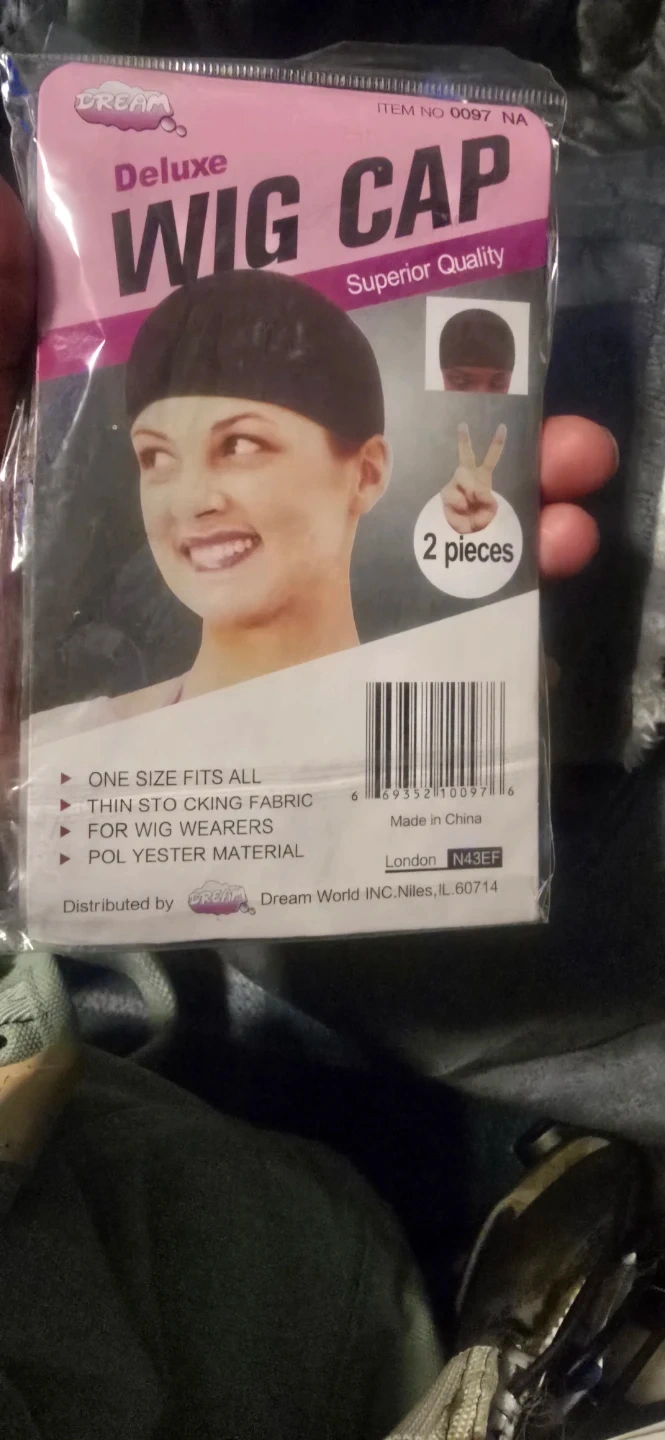 DREAM
ITEM NO 0097 NA
Deluxe
WIG CAP
Superior Quality
2 pieces
ONE SIZE FITS ALL
THIN STO CKING FABRIC
FOR WIG WEARERS
POL YESTER MATERIAL
6 69352 10097 6
Made in China
London N43EF
Distributed by DREAM Dream World INC.Niles,IL.60714